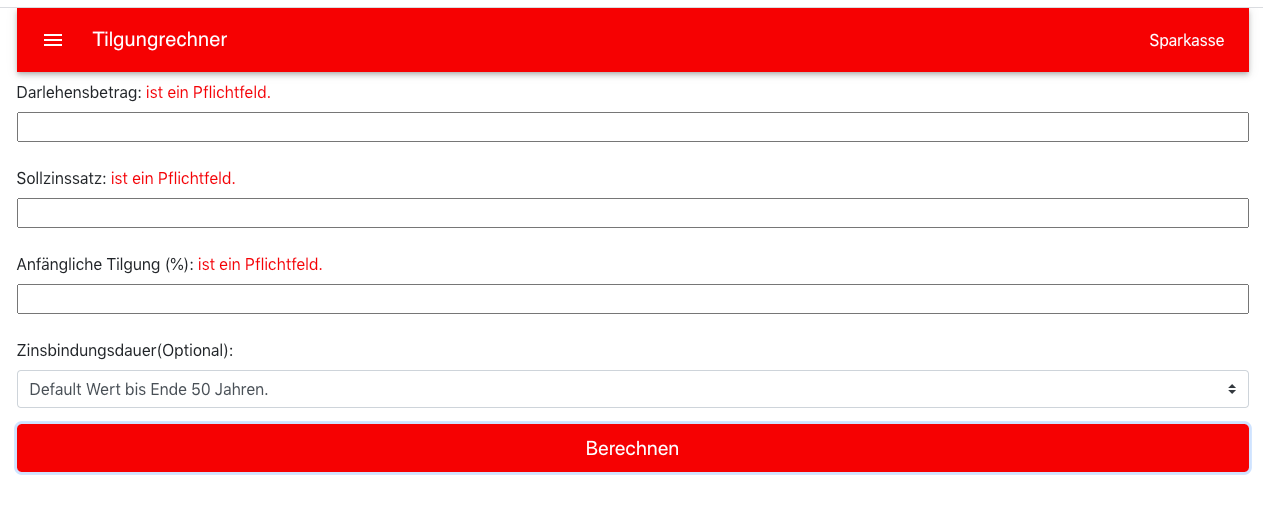 Tilgungrechner
Sparkasse
Darlehensbetrag: ist ein Pflichtfeld.
Sollzinssatz: ist ein Pflichtfeld.
Anfängliche Tilgung (%): ist ein Pflichtfeld.
Zinsbindungsdauer(Optional):
Default Wert bis Ende 50 Jahren.
Berechnen